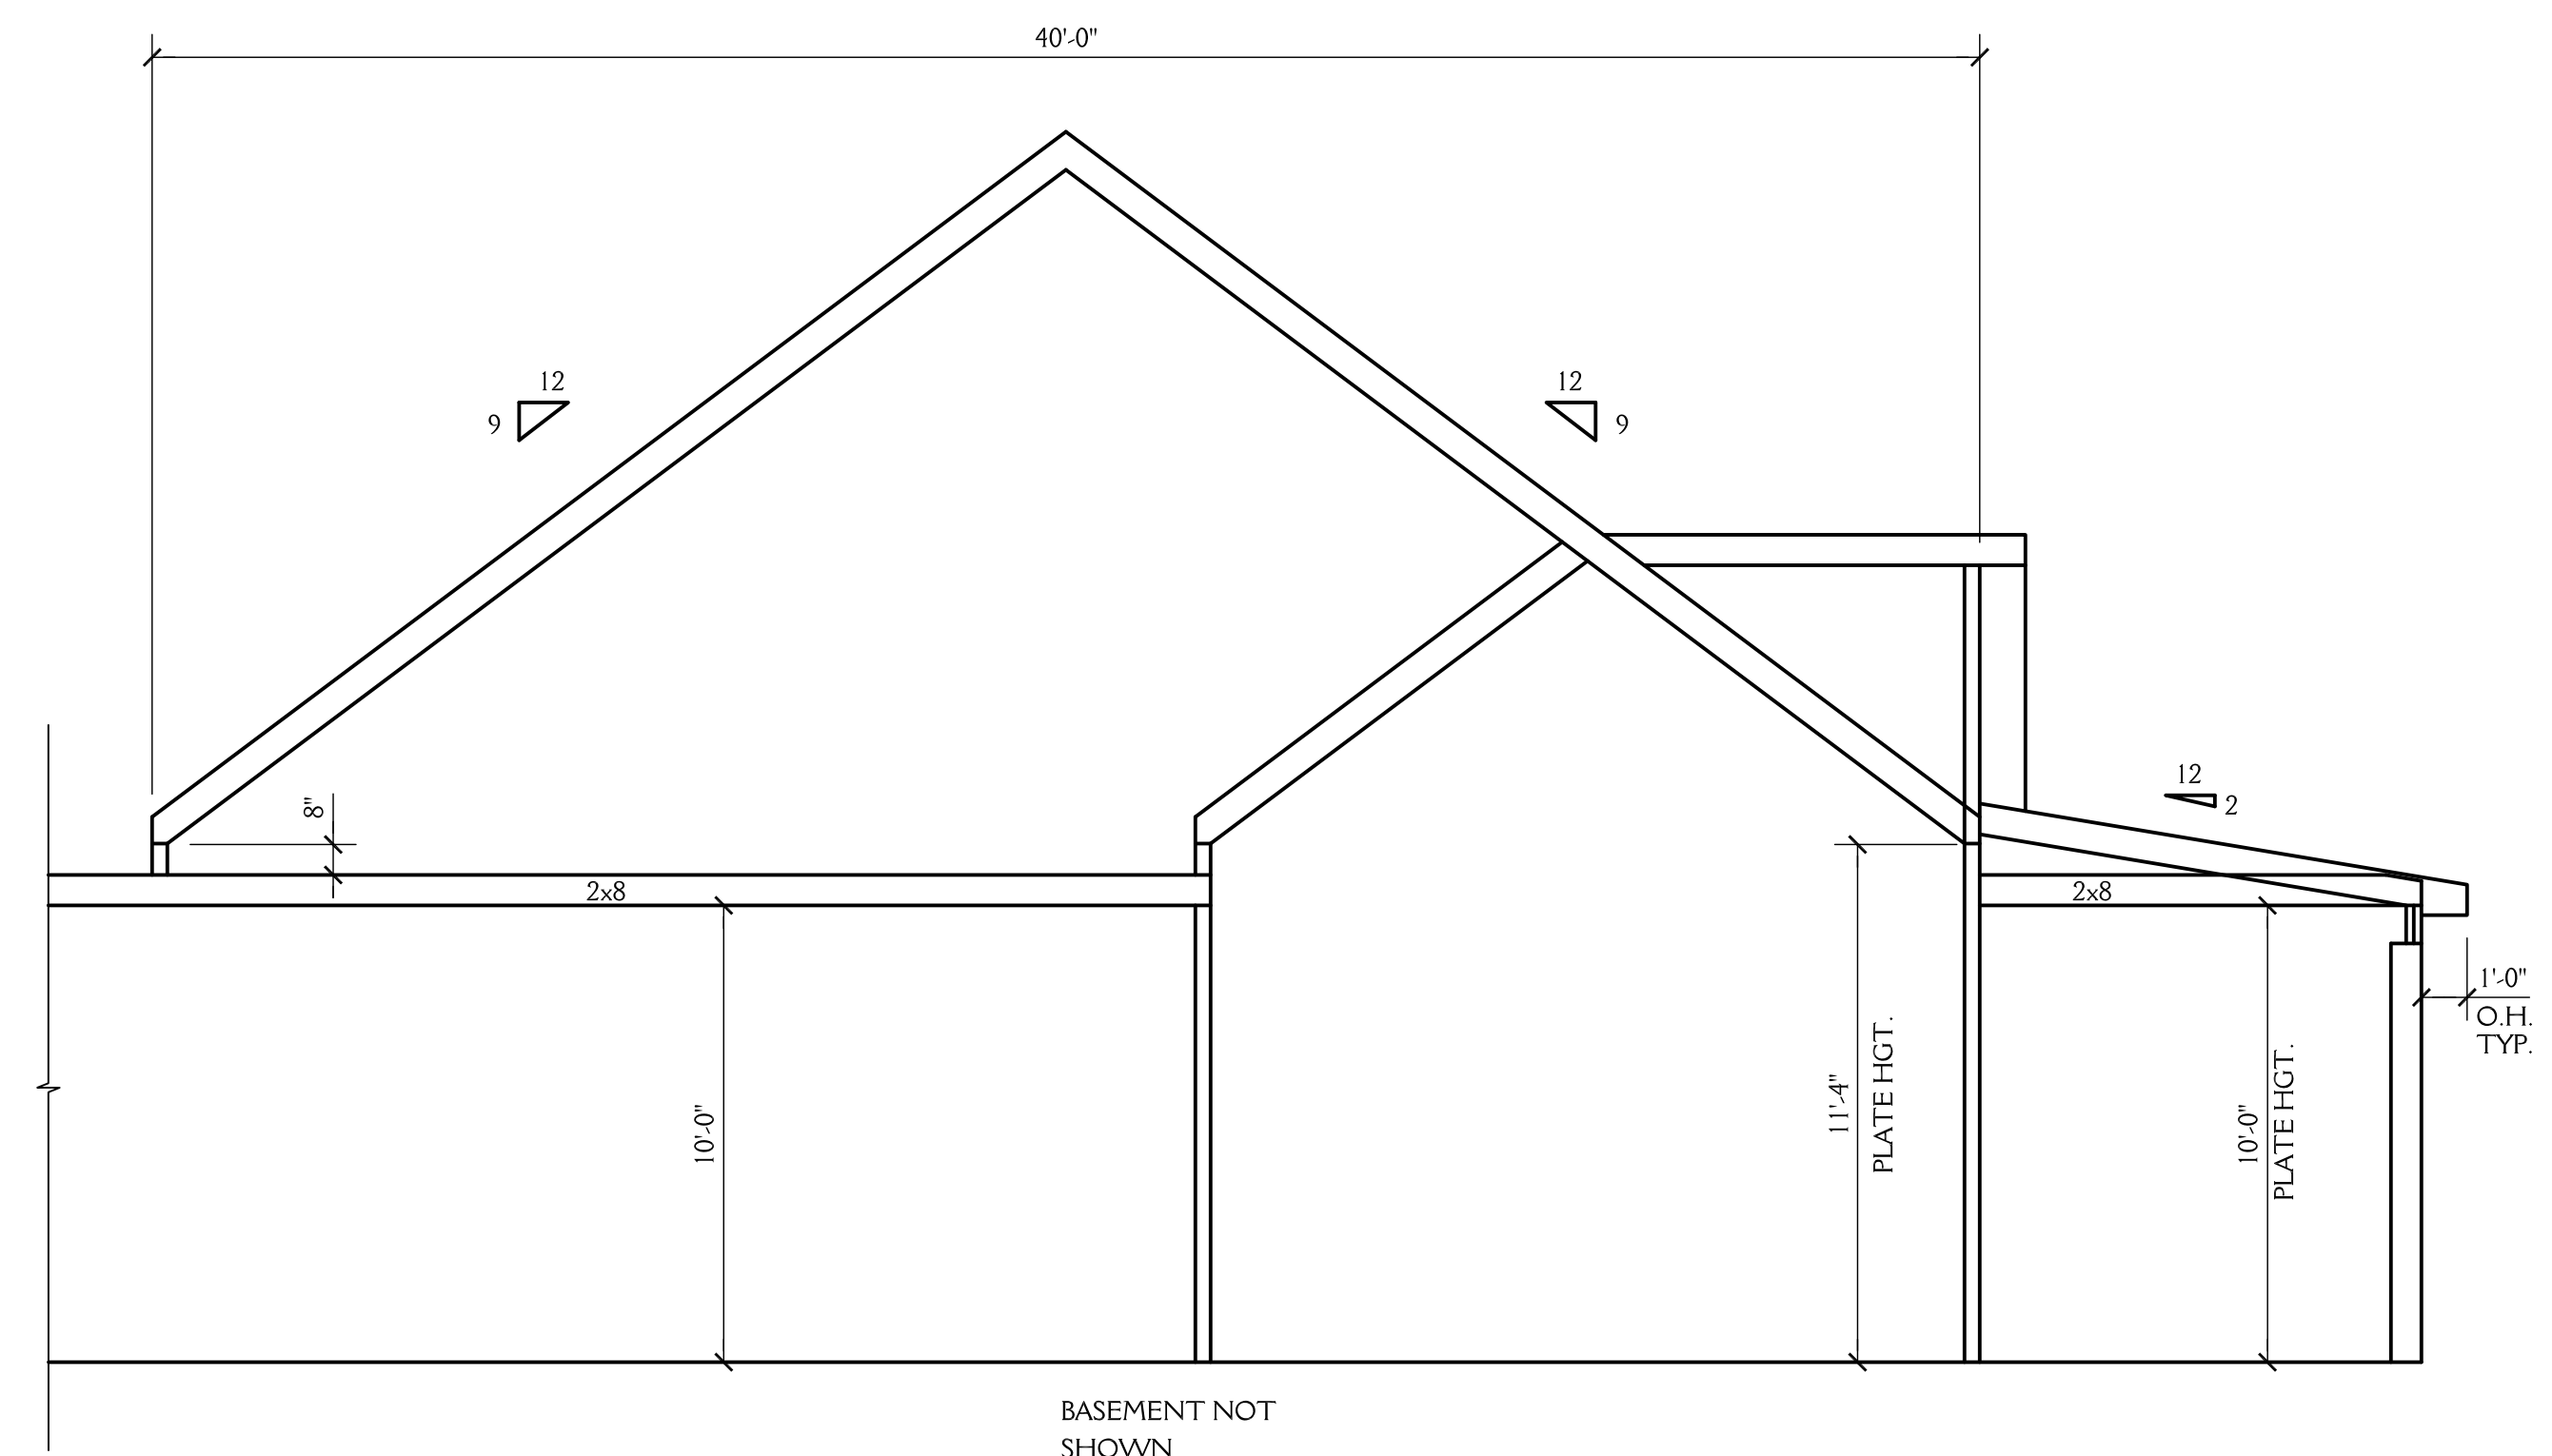 40'-0"
12
9
12
9
12
2
8"
2x8
2x8
1'-0"
O.H.
TYP.
10'-0"
11'-4"
PLATE HGT.
10'-0"
PLATE HGT.
BASEMENT NOT
SHOWN